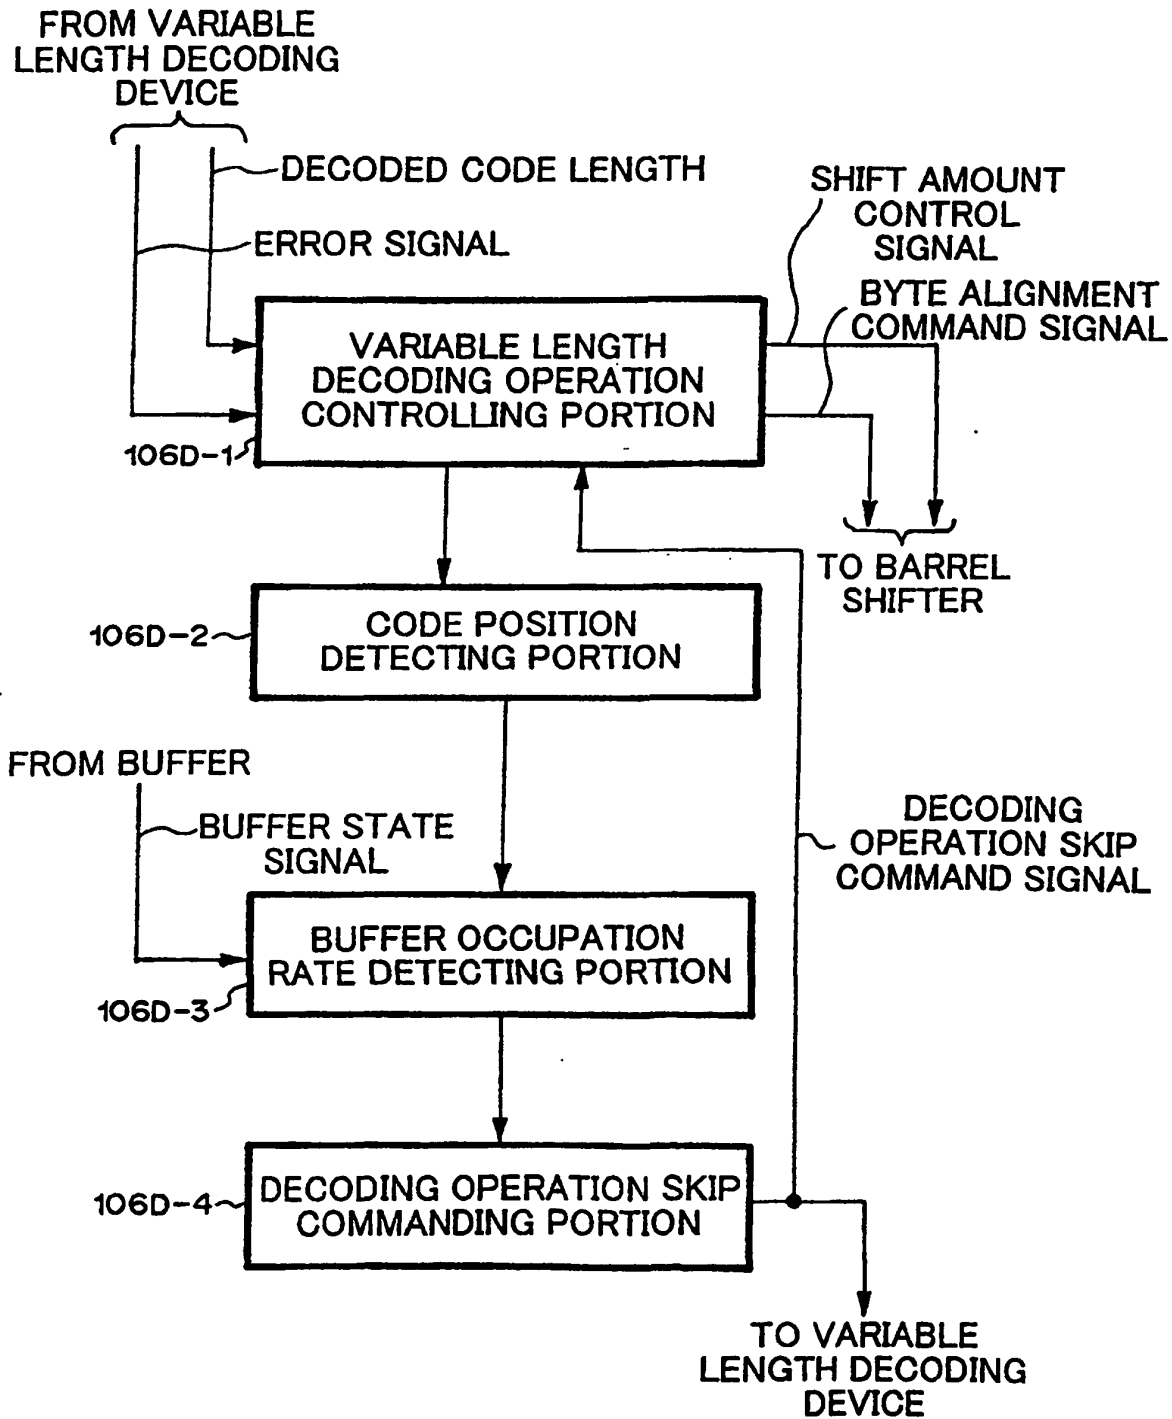 FROM VARIABLE
LENGTH DECODING
DEVICE
DECODED CODE LENGTH
ERROR SIGNAL
SHIFT AMOUNT
CONTROL
SIGNAL
BYTE ALIGNMENT
COMMAND SIGNAL
VARIABLE LENGTH
DECODING OPERATION
CONTROLLING PORTION
106D-1
TO BARREL
SHIFTER
CODE POSITION
DETECTING PORTION
106D-2
FROM BUFFER
BUFFER STATE
SIGNAL
DECODING
OPERATION SKIP
COMMAND SIGNAL
BUFFER OCCUPATION
RATE DETECTING PORTION
106D-3
DECODING OPERATION SKIP
COMMANDING PORTION
106D-4
TO VARIABLE
LENGTH DECODING
DEVICE